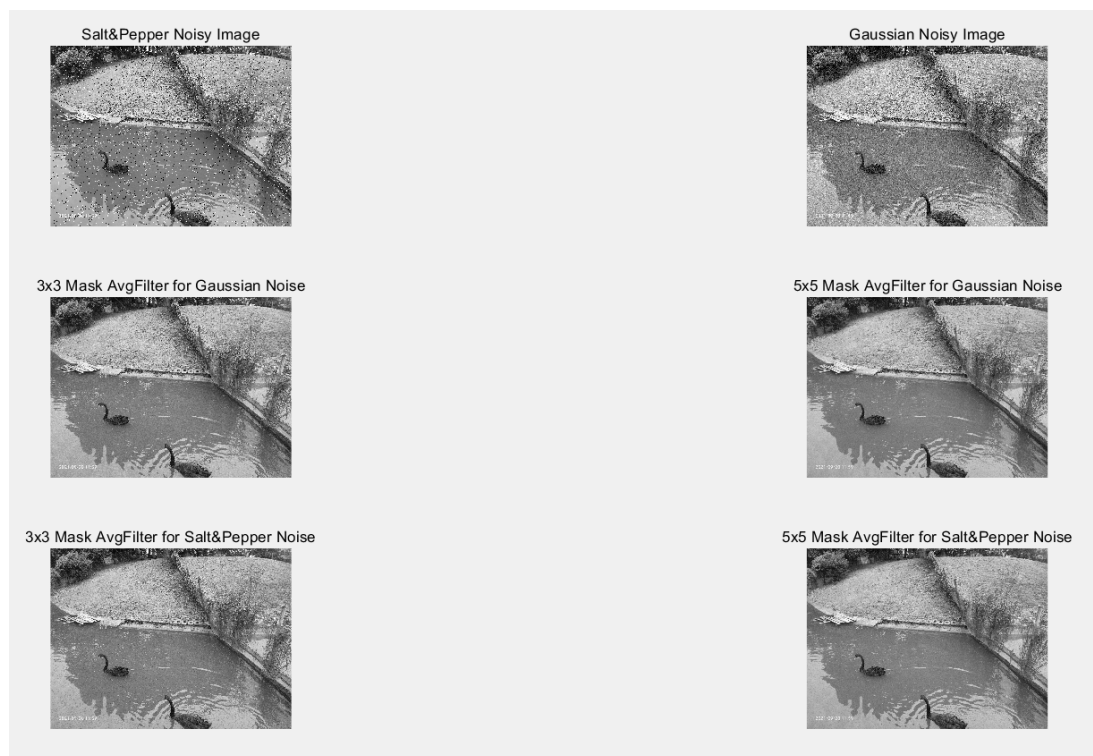 Salt&Pepper Noisy Image
Gaussian Noisy Image
3x3 Mask AvgFilter for Gaussian Noise
5x5 Mask AvgFilter for Gaussian Noise
3x3 Mask AvgFilter for Salt&Pepper Noise
5x5 Mask AvgFilter for Salt&Pepper Noise